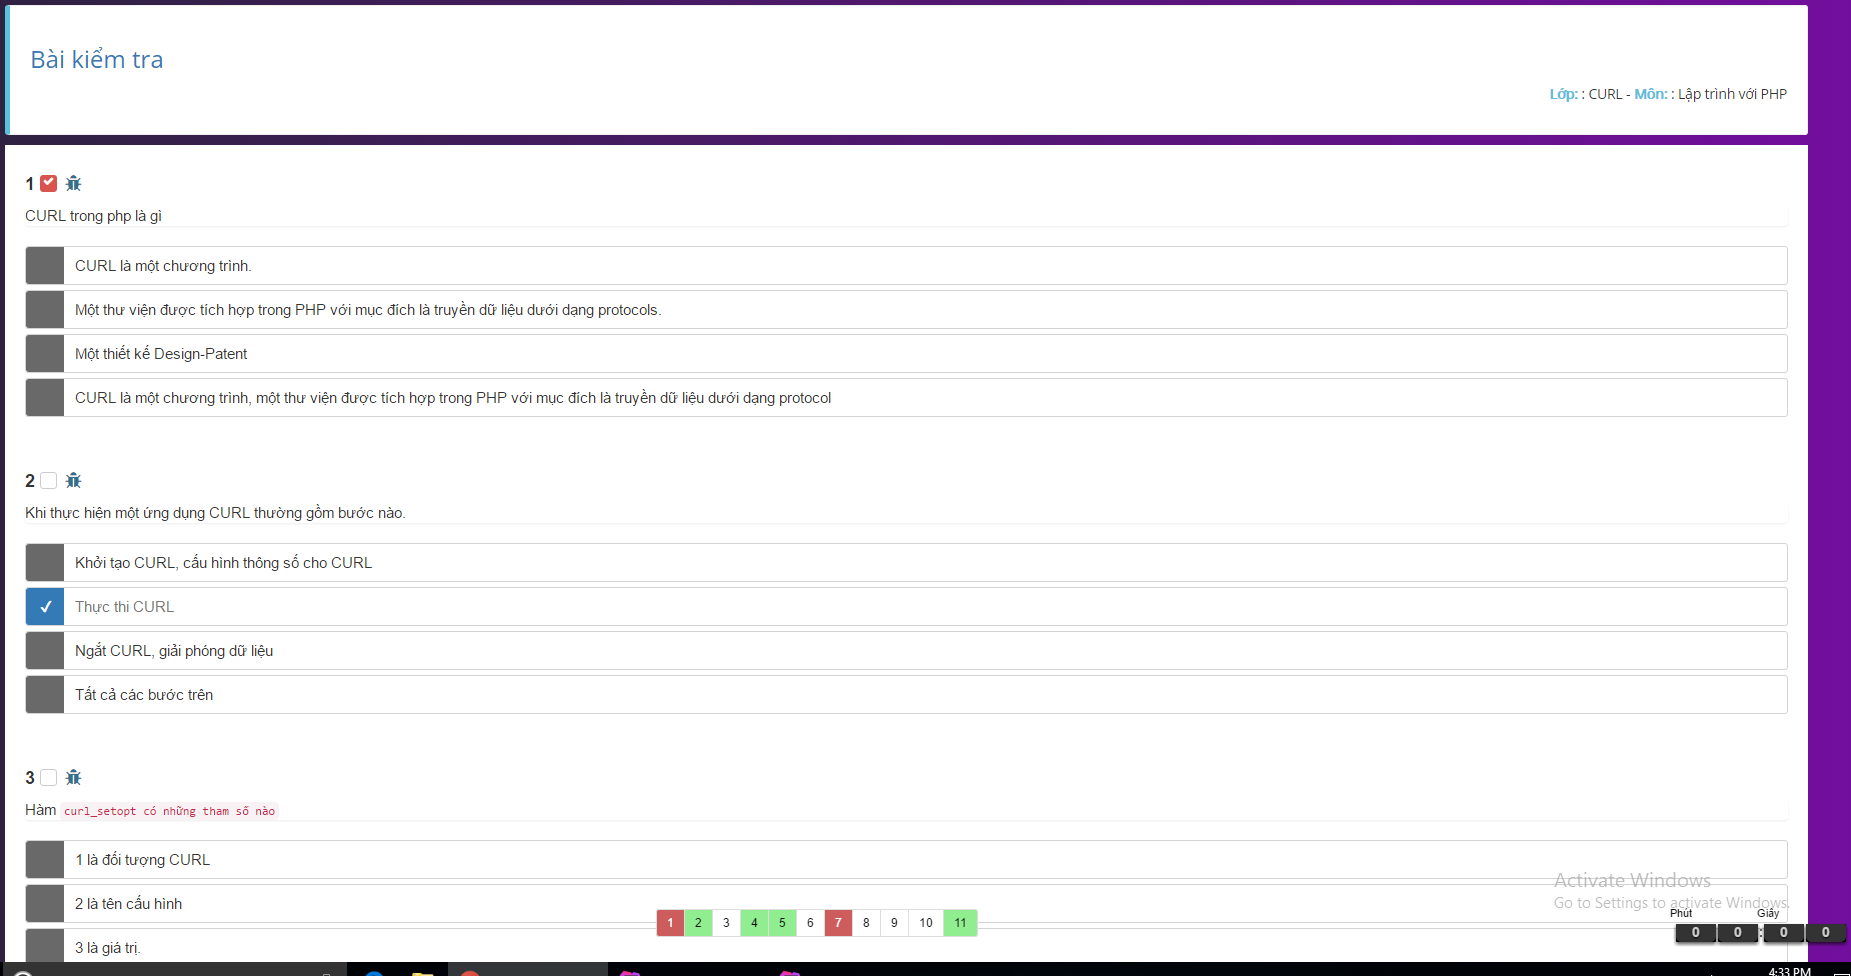 Bài kiểm tra
Lớp: : CURL - Môn: : Lập trình với PHP
1
CURL trong php là gì
CURL là một chương trình.
Một thư viện được tích hợp trong PHP với mục đích là truyền dữ liệu dưới dạng protocols.
Một thiết kế Design-Patent
CURL là một chương trình, một thư viện được tích hợp trong PHP với mục đích là truyền dữ liệu dưới dạng protocol
2
Khi thực hiện một ứng dụng CURL thường gồm bước nào.
Khởi tạo CURL, cấu hình thông số cho CURL
Thực thi CURL
Ngắt CURL, giải phóng dữ liệu
Tất cả các bước trên
3
Hàm curl_setopt có những tham số nào
1 là đối tượng CURL
2 là tên cấu hình
3 là giá trị.
1 2 3 4 5 6 7 8 9 10 11
Activate Windows
Go to Settings to activate Windows.
Phút Giây
0 0 : 0 0
4:33 PM